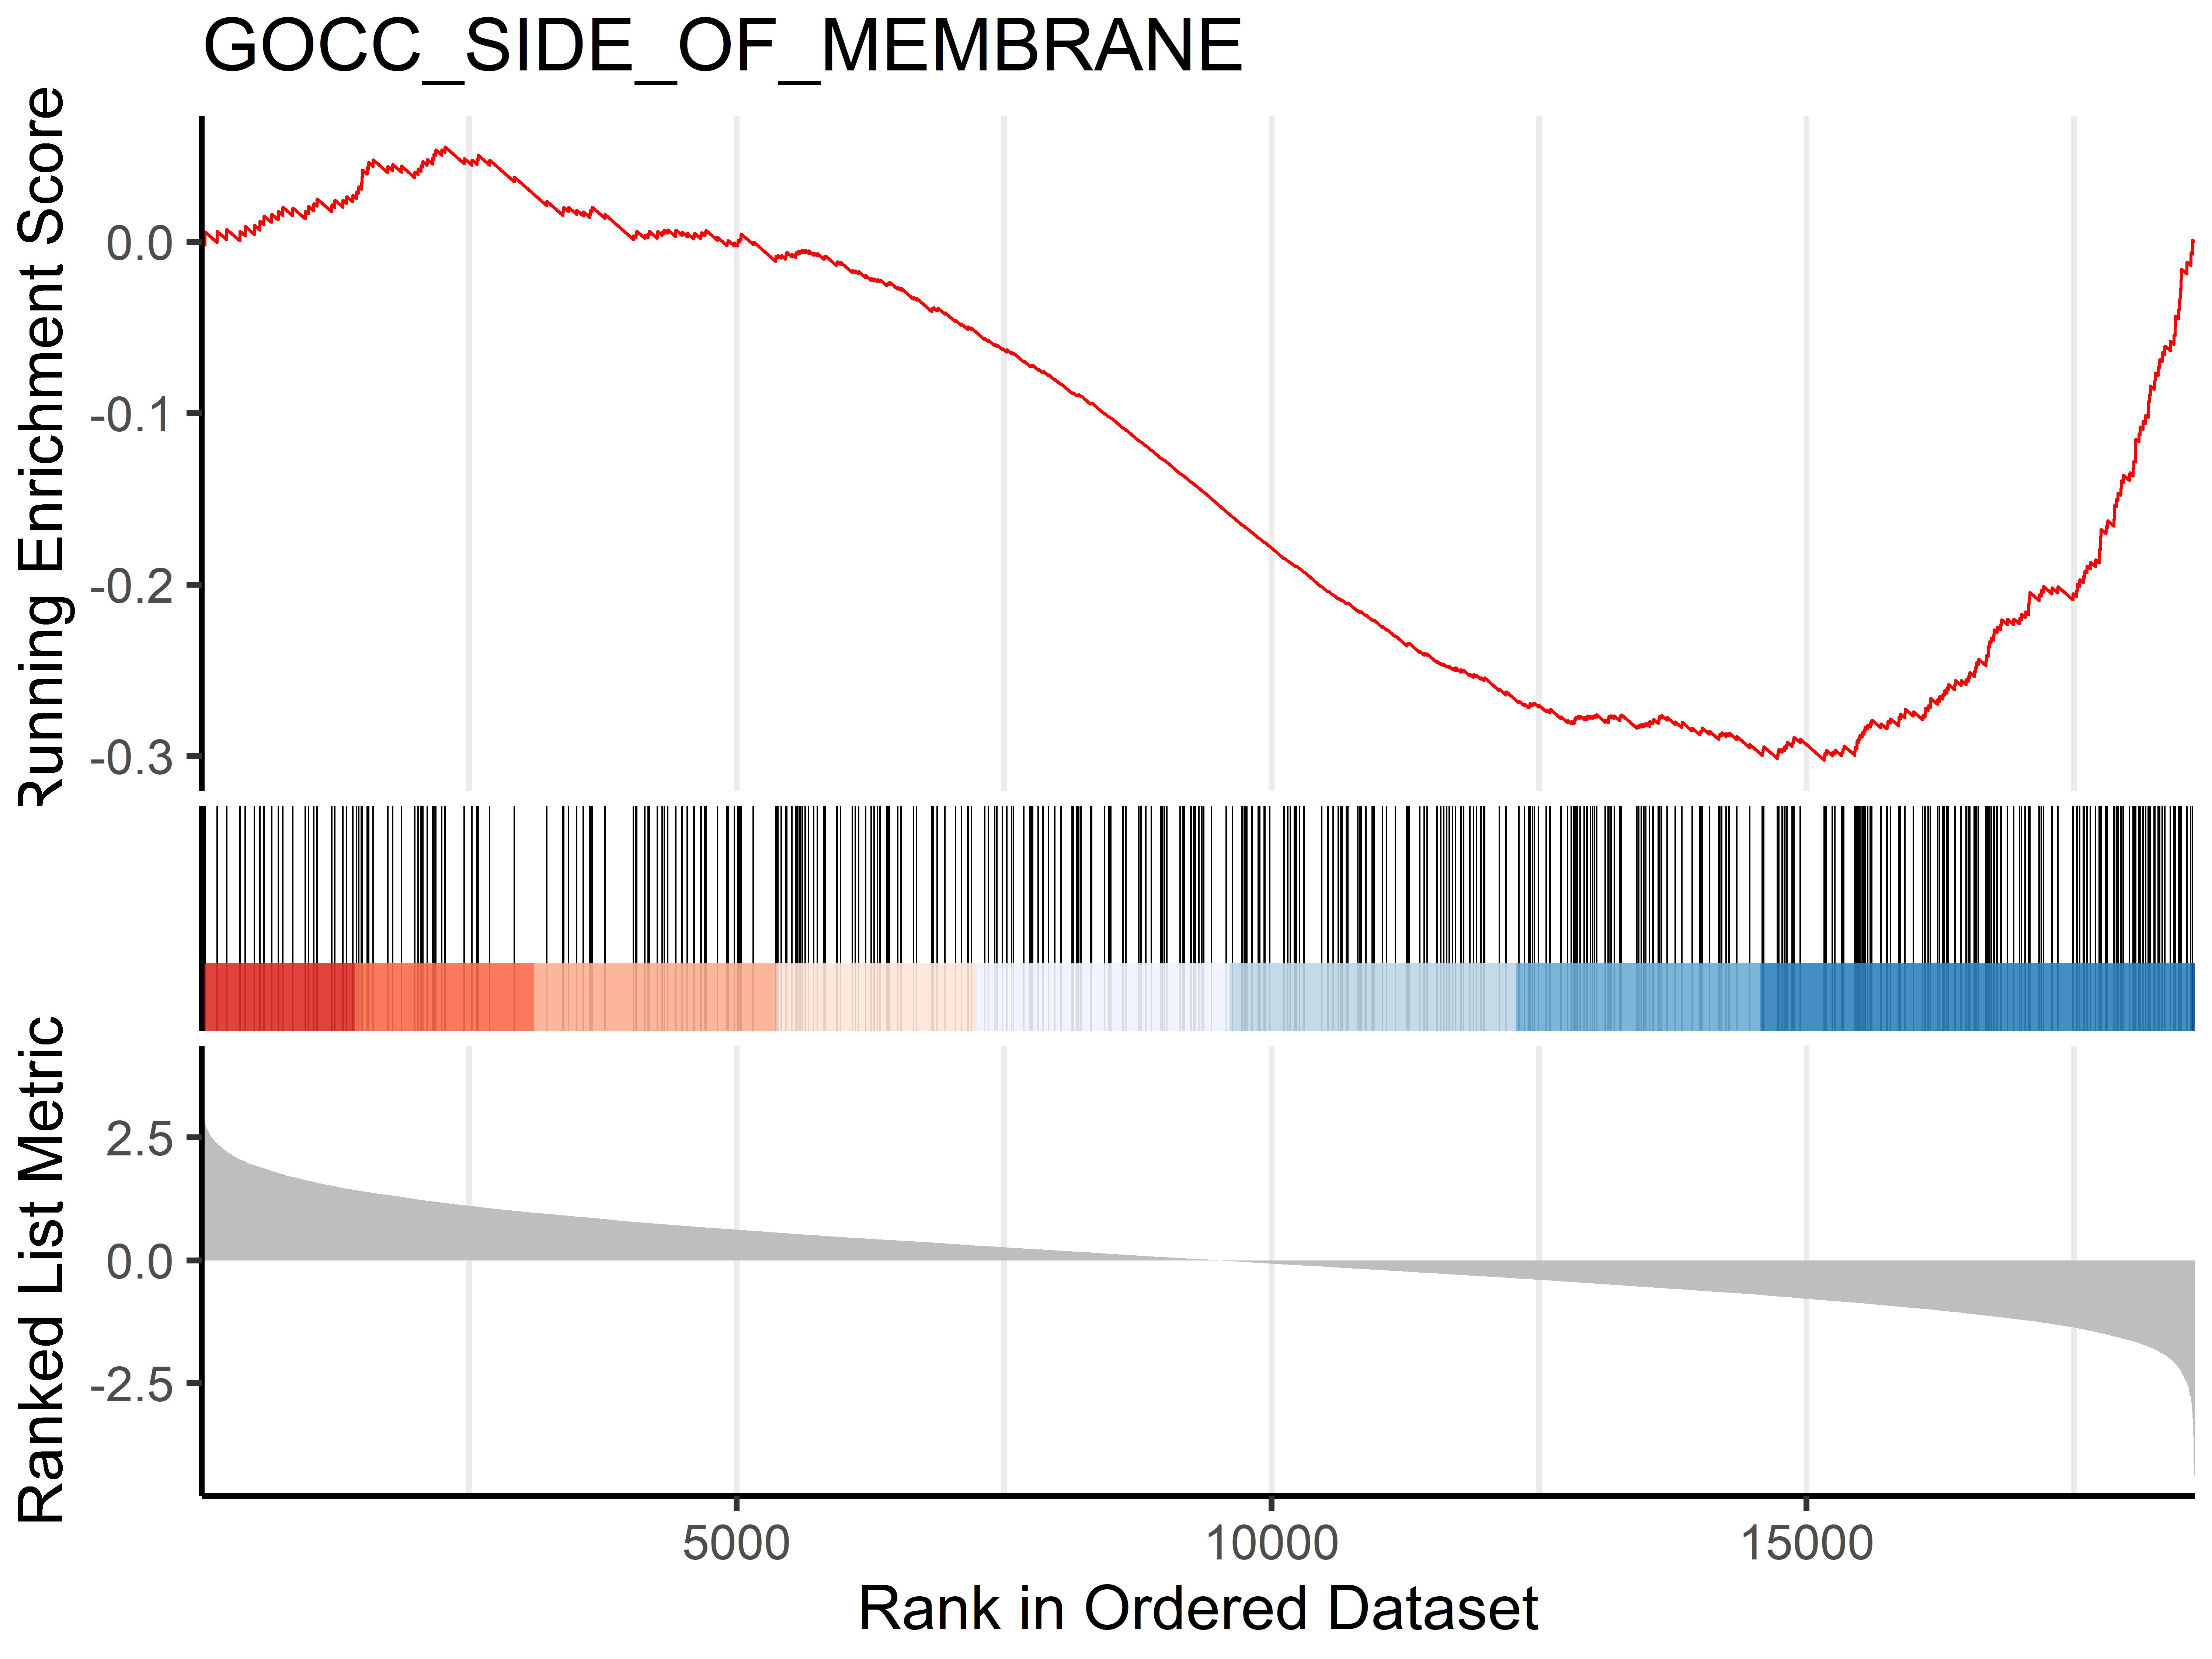 GOCC_SIDE_OF_MEMBRANE
Running Enrichment Score
0.0
-0.1
-0.2
-0.3
Ranked List Metric
2.5
0.0
-2.5
5000
10000
15000
Rank in Ordered Dataset